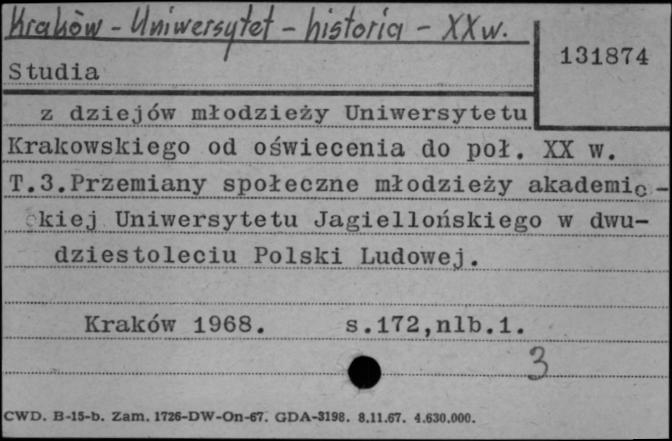 Kraków - Uniwersytet - historia - XX w.
131874
Studia
z dziejów młodzieży Uniwersytetu
Krakowskiego od oświecenia do poł. XX w.
T.3.Przemiany społeczne młodzieży akademic-
kiej Uniwersytetu Jagiellońskiego w dwu-
dziestoleciu Polski Ludowej.
Kraków 1968. s.172,nlb.1.
3
CWD. B-15-b. Zam. 1726-DW-On-67. GDA-3198. 8.11.67. 4.630.000.